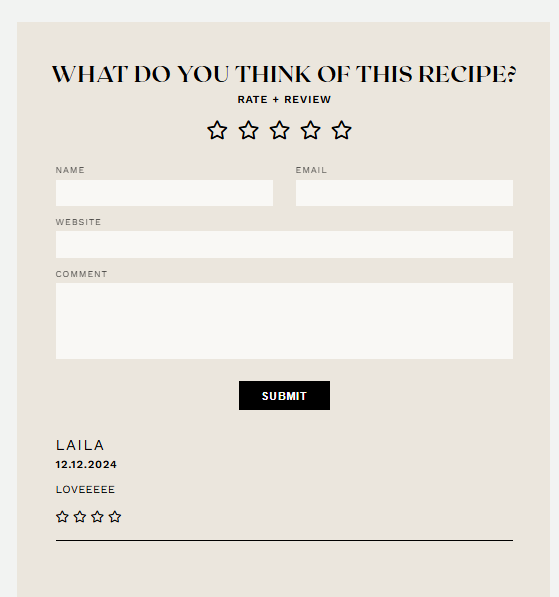 WHAT DO YOU THINK OF THIS RECIPE?
RATE + REVIEW
NAME EMAIL
WEBSITE
COMMENT
SUBMIT
LAILA
12.12.2024
LOVEEEEE